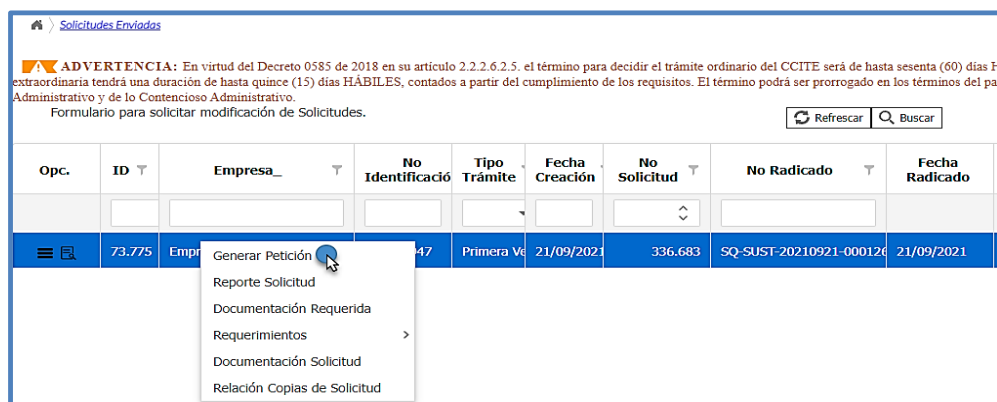 Solicitudes Enviadas
ADVERTENCIA: En virtud del Decreto 0585 de 2018 en su artículo 2.2.2.6.2.5. el término para decidir el trámite ordinario del CCITE será de hasta sesenta (60) días H
extraordinaria tendrá una duración de hasta quince (15) días HÁBILES, contados a partir del cumplimiento de los requisitos. El término podrá ser prorrogado en los términos del pa
Administrativo y de lo Contencioso Administrativo.
Formulario para solicitar modificación de Solicitudes.
Refrescar Buscar
Opc. ID Empresa_ No Identificació Tipo Trámite Fecha Creación No Solicitud No Radicado Fecha Radicado
73.775 Empr 47 Primera Ve 21/09/2021 336.683 SQ-SUST-20210921-000126 21/09/2021
Generar Petición
Reporte Solicitud
Documentación Requerida
Requerimientos
Documentación Solicitud
Relación Copias de Solicitud